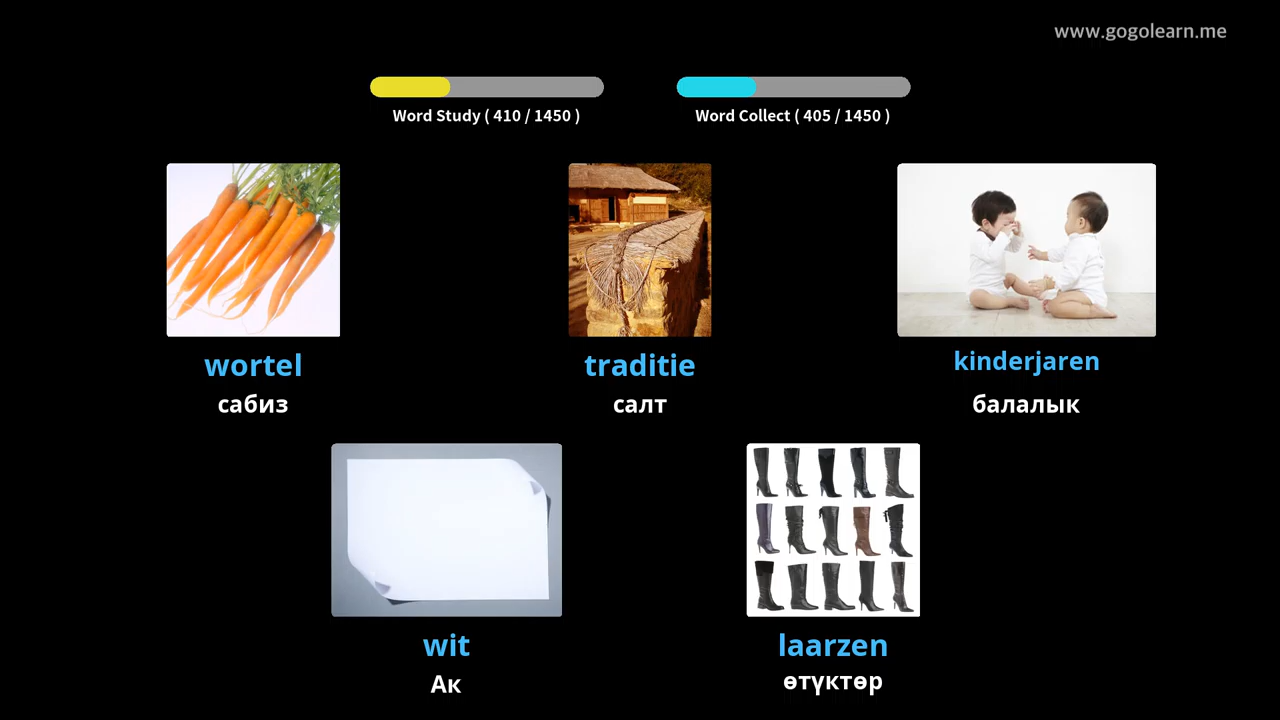 www.gogolearn.me
Word Study ( 410 / 1450 )
Word Collect ( 405 / 1450 )
wortel
сабиз
traditie
салт
kinderjaren
балалык
wit
Ак
laarzen
өтүктөр